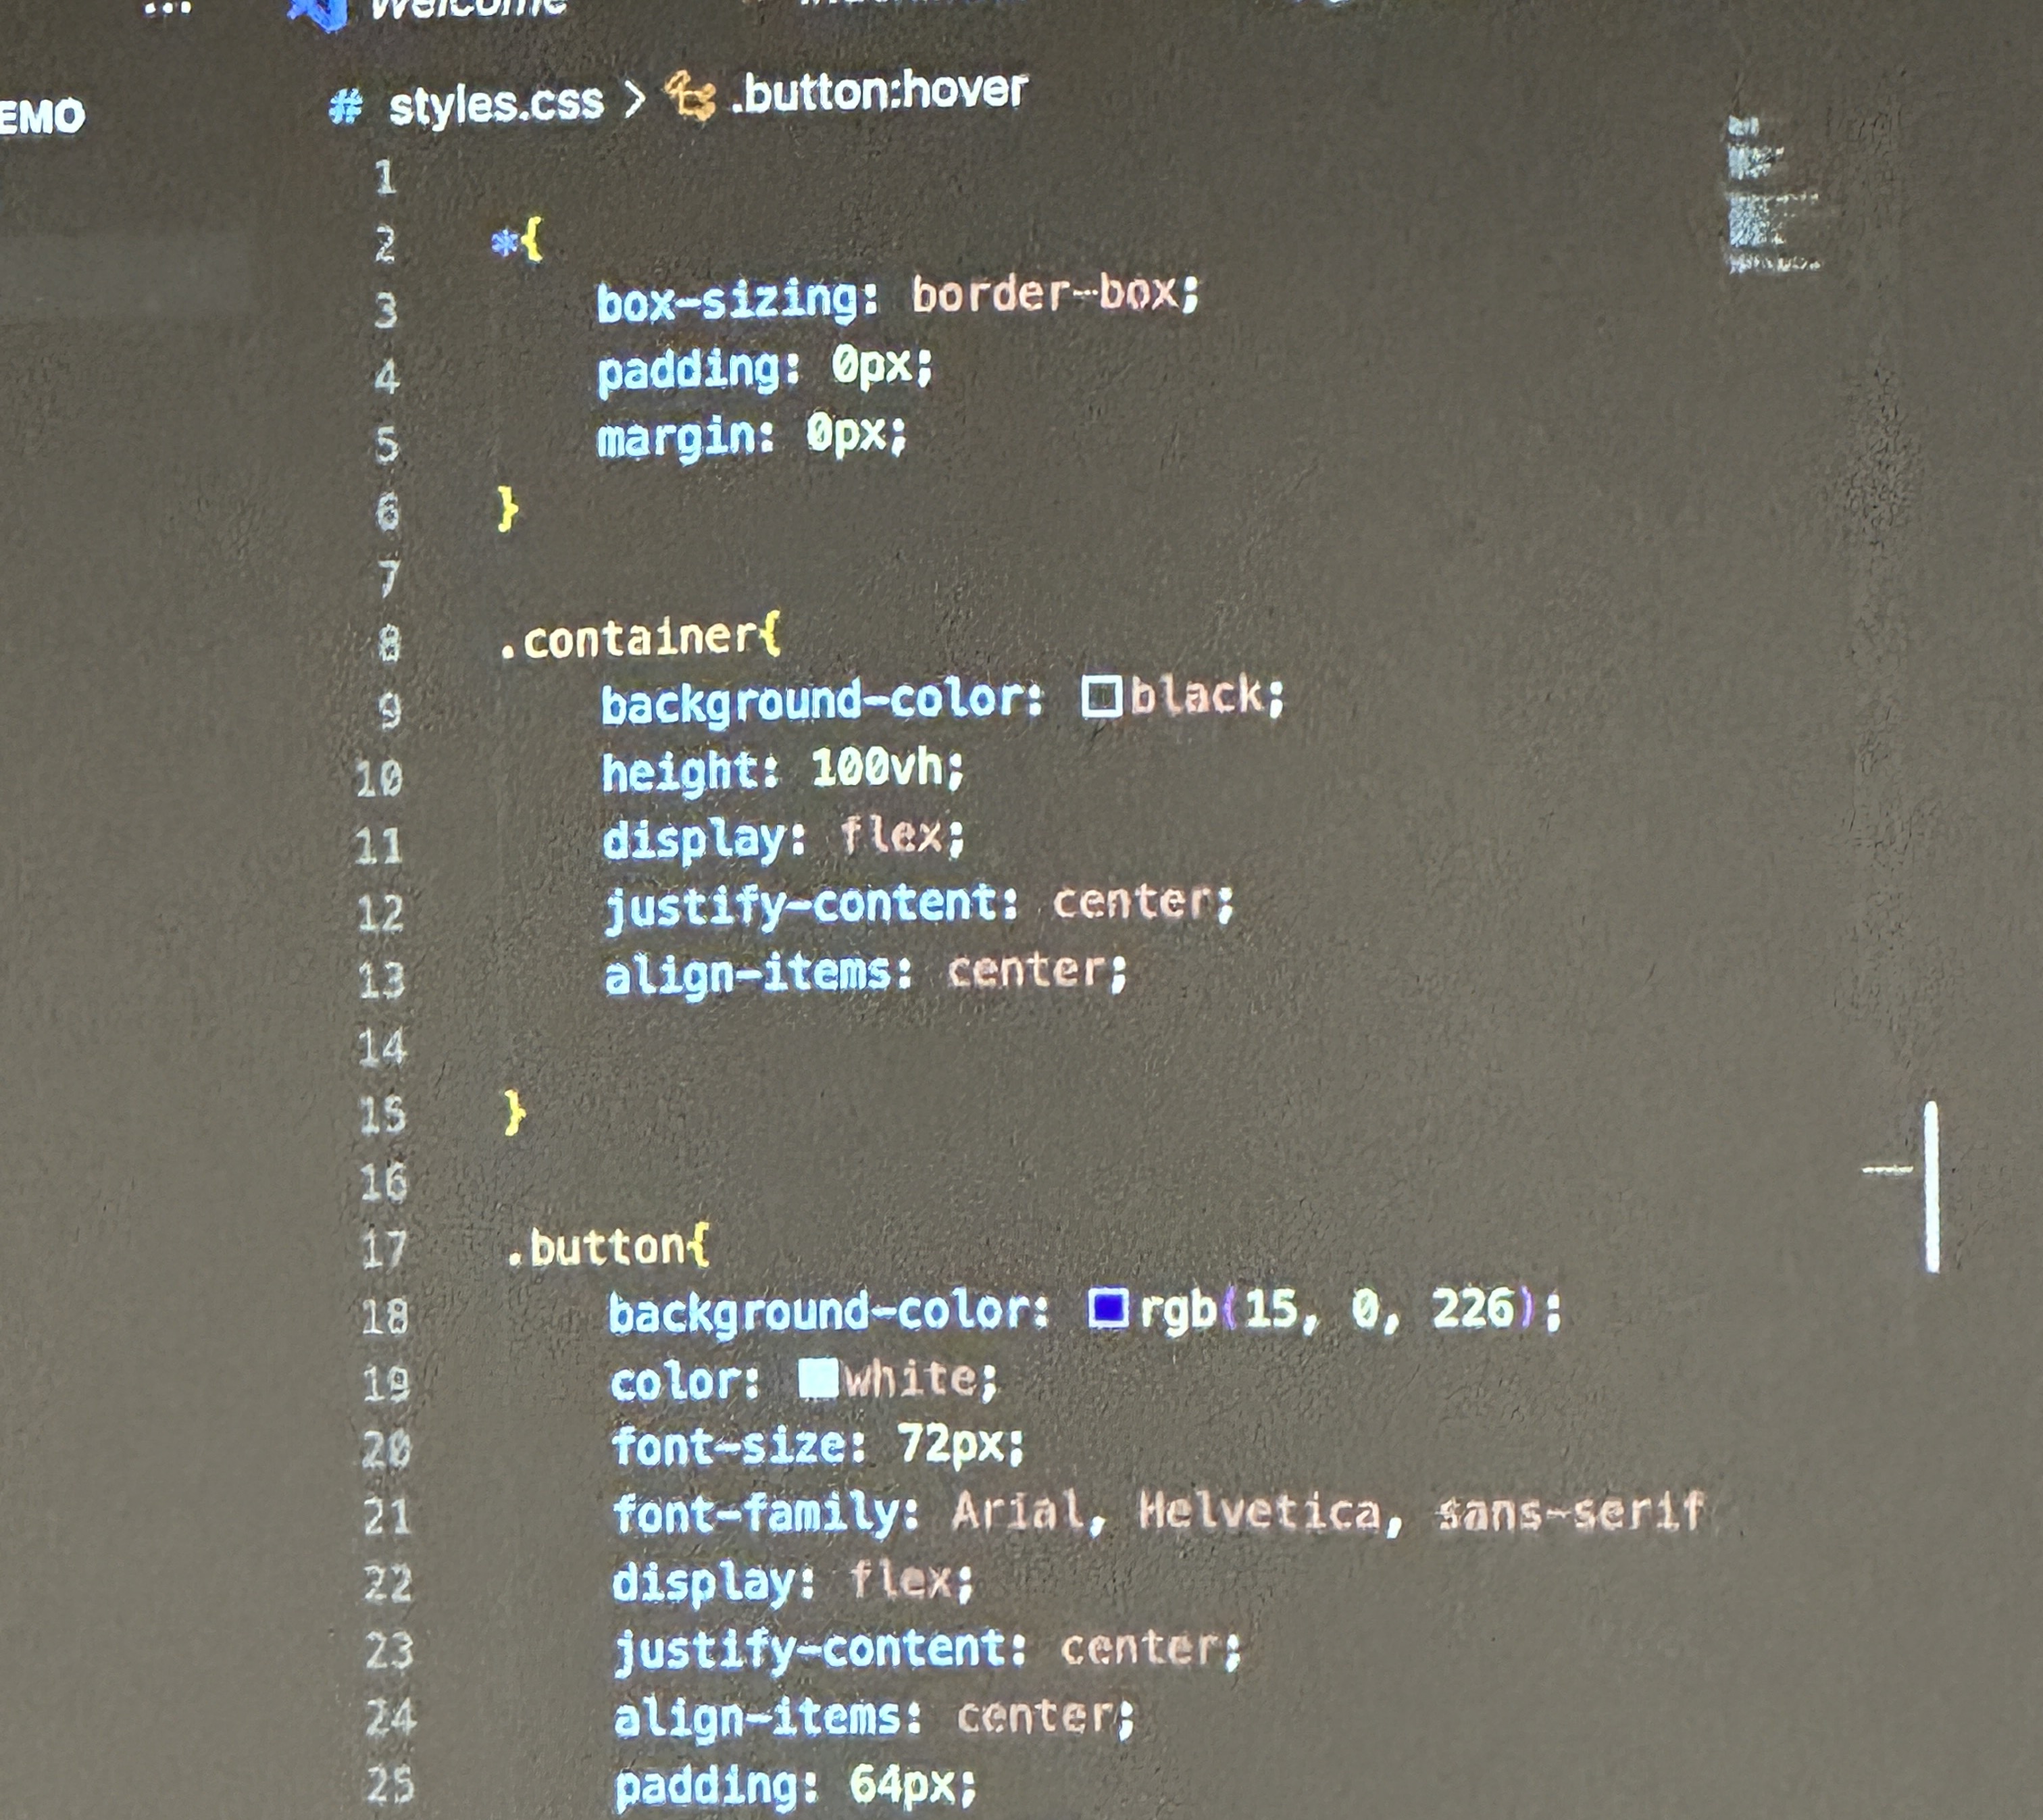 ... Welcome
EMO
# styles.css > .button:hover
1
2 *{
3 box-sizing: border-box;
4 padding: 0px;
5 margin: 0px;
6 }
7
8 .container{
9 background-color: black;
10 height: 100vh;
11 display: flex;
12 justify-content: center;
13 align-items: center;
14
15 }
16
17 .button{
18 background-color: rgb(15, 0, 226);
19 color: white;
20 font-size: 72px;
21 font-family: Arial, Helvetica, sans-serif
22 display: flex;
23 justify-content: center;
24 align-items: center;
25 padding: 64px;